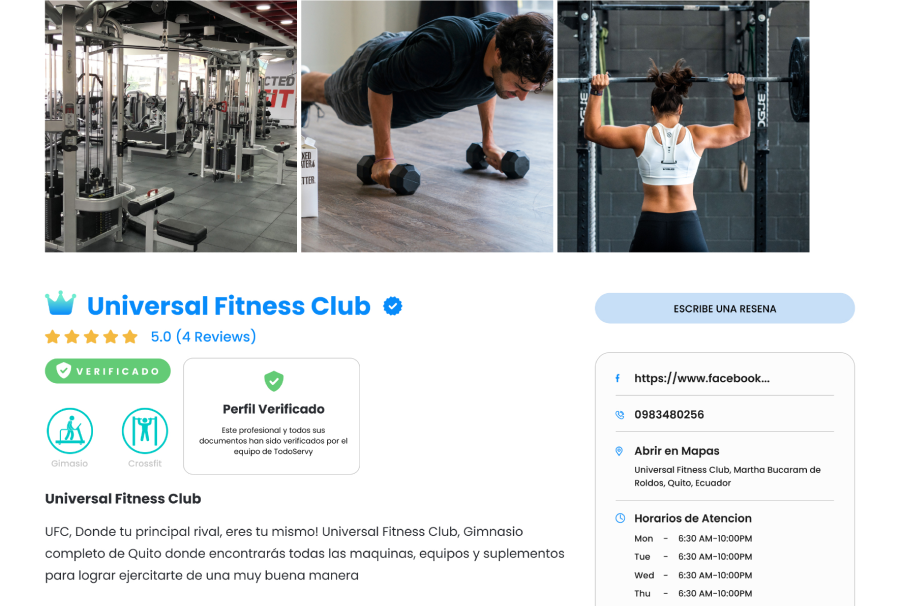 CTED
FIT
Universal Fitness Club
5.0 (4 Reviews)
VERIFICADO
Perfil Verificado
Este profesional y todos sus
documentos han sido verificados por el
equipo de TodoServy
Gimasio
Crossfit
Universal Fitness Club
UFC, Donde tu principal rival, eres tu mismo! Universal Fitness Club, Gimnasio
completo de Quito donde encontrarás todas las maquinas, equipos y suplementos
para lograr ejercitarte de una muy buena manera
ESCRIBE UNA RESENA
https://www.facebook...
0983480256
Abrir en Mapas
Universal Fitness Club, Martha Bucaram de
Roldos, Quito, Ecuador
Horarios de Atencion
Mon - 6:30 AM-10:00PM
Tue - 6:30 AM-10:00PM
Wed - 6:30 AM-10:00PM
Thu - 6:30 AM-10:00PM